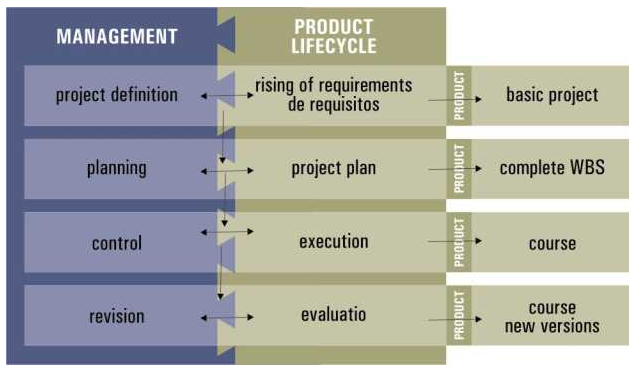 MANAGEMENT
PRODUCT
LIFECYCLE
project definition
rising of requirements
de requisitos
PRODUCT
basic project
planning
project plan
PRODUCT
complete WBS
control
execution
PRODUCT
course
revision
evaluatio
PRODUCT
course
new versions